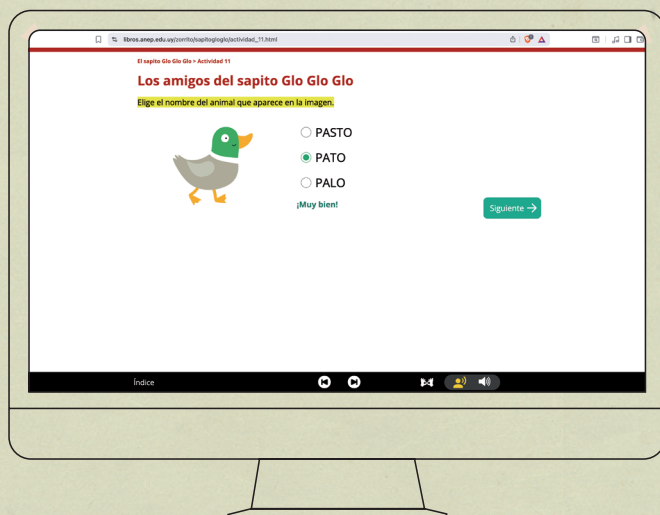 libros.anep.edu.uy/zorrito/sapitogloglo/actividad_11.html
El sapito Glo Glo Glo > Actividad 11
Los amigos del sapito Glo Glo Glo
Elige el nombre del animal que aparece en la imagen.
PASTO
PATO
PALO
¡Muy bien!
Siguiente →
Índice